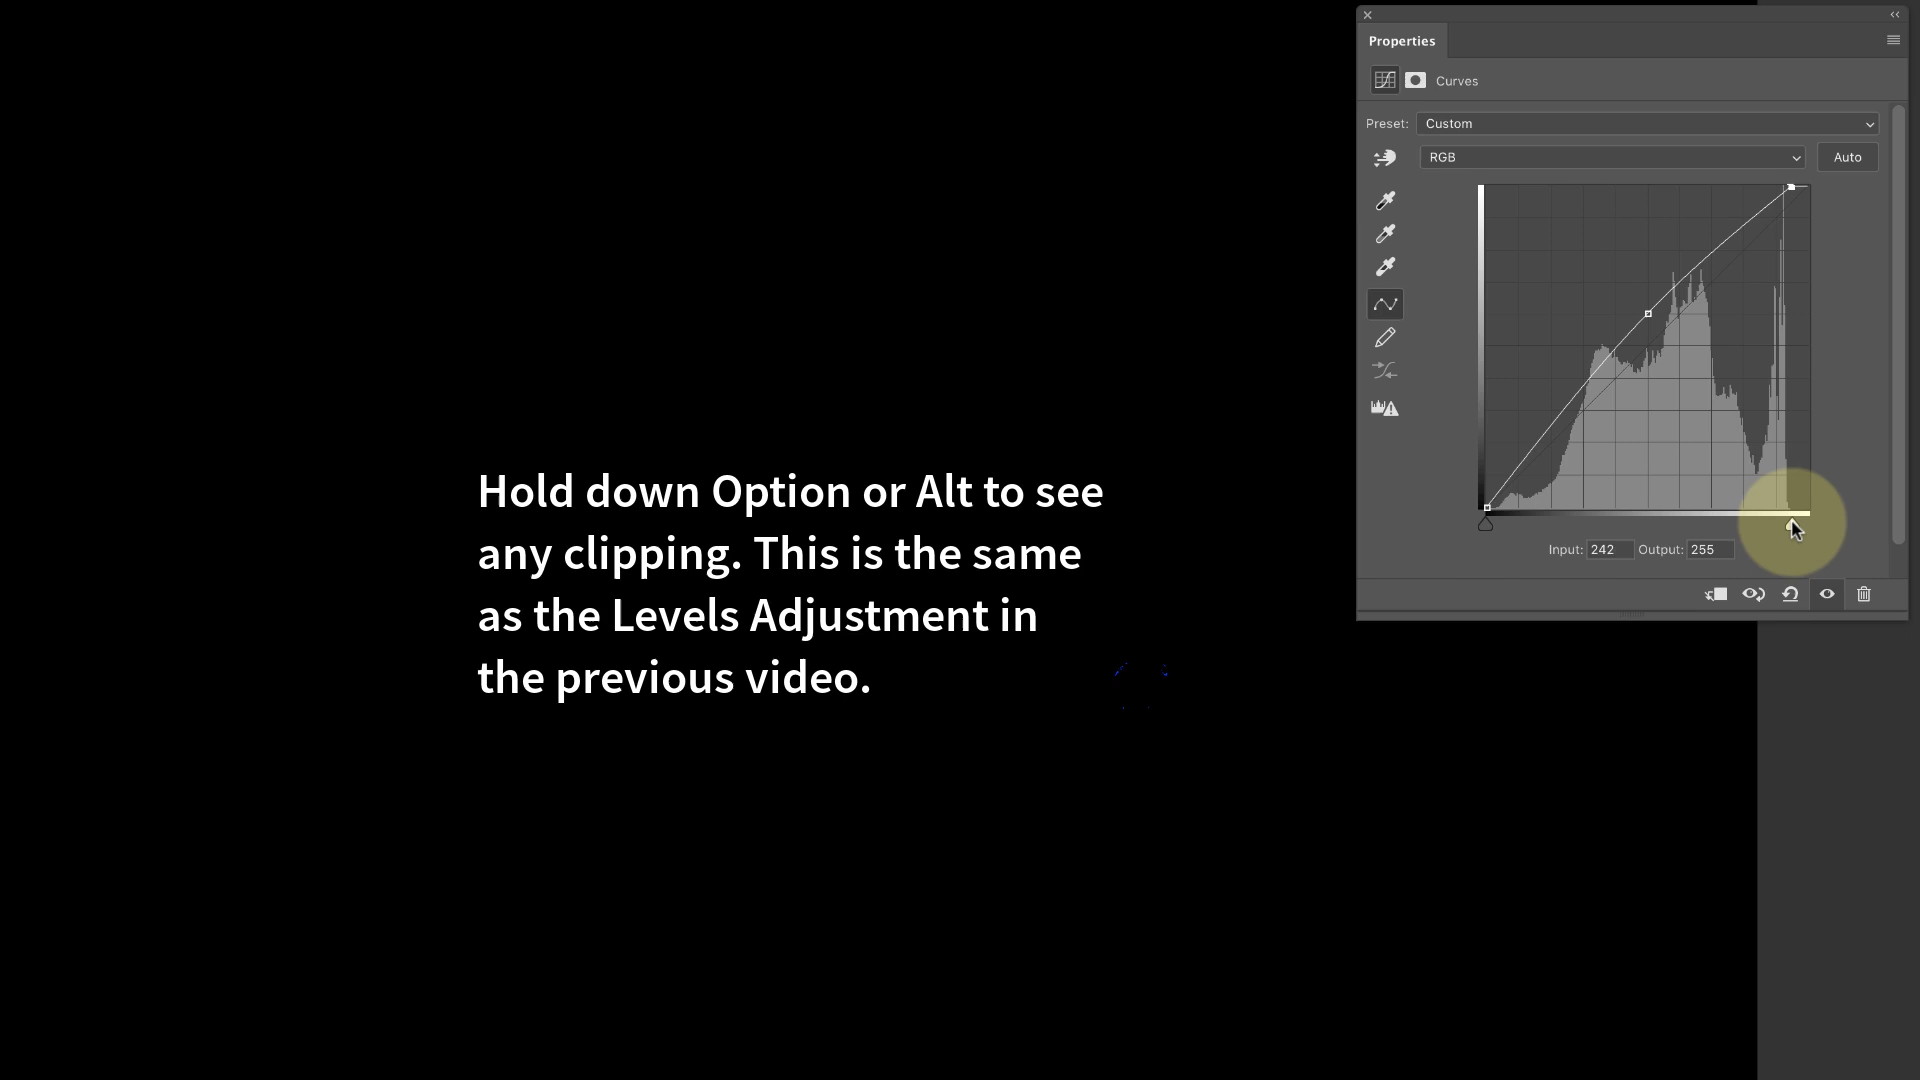 Properties
Curves
Preset: Custom
RGB
Auto
Hold down Option or Alt to see
any clipping. This is the same
as the Levels Adjustment in
the previous video.
Input: 242 Output: 255